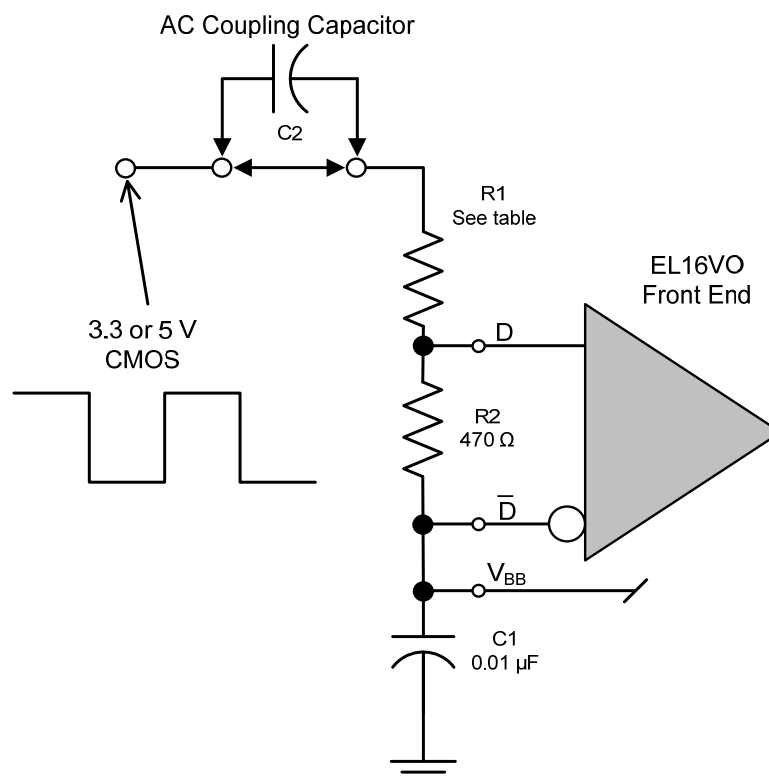 AC Coupling Capacitor
C2
R1
See table
EL16VO
Front End
3.3 or 5 V
CMOS
D
R2
470 Ω
D̅
V_BB
C1
0.01 µF